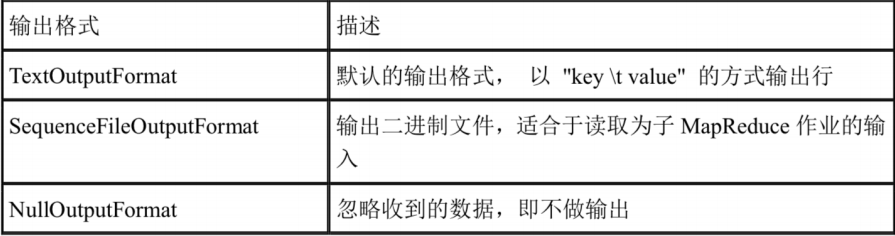 输出格式 描述
TextOutputFormat 默认的输出格式， 以 "key \t value" 的方式输出行
SequenceFileOutputFormat 输出二进制文件，适合于读取为子 MapReduce 作业的输
入
NullOutputFormat 忽略收到的数据，即不做输出